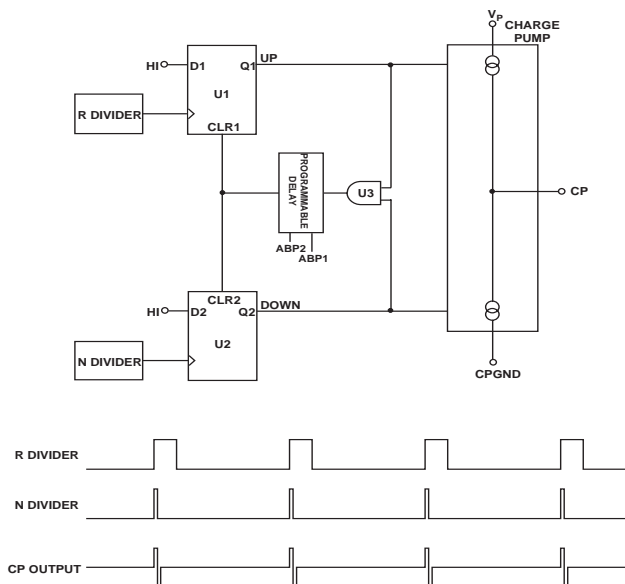 VP
CHARGE
PUMP
HI
D1
Q1
UP
U1
R DIVIDER
CLR1
PROGRAMMABLE
DELAY
U3
CP
ABP2
ABP1
CLR2
HI
D2
Q2
DOWN
U2
N DIVIDER
CPGND
R DIVIDER
N DIVIDER
CP OUTPUT